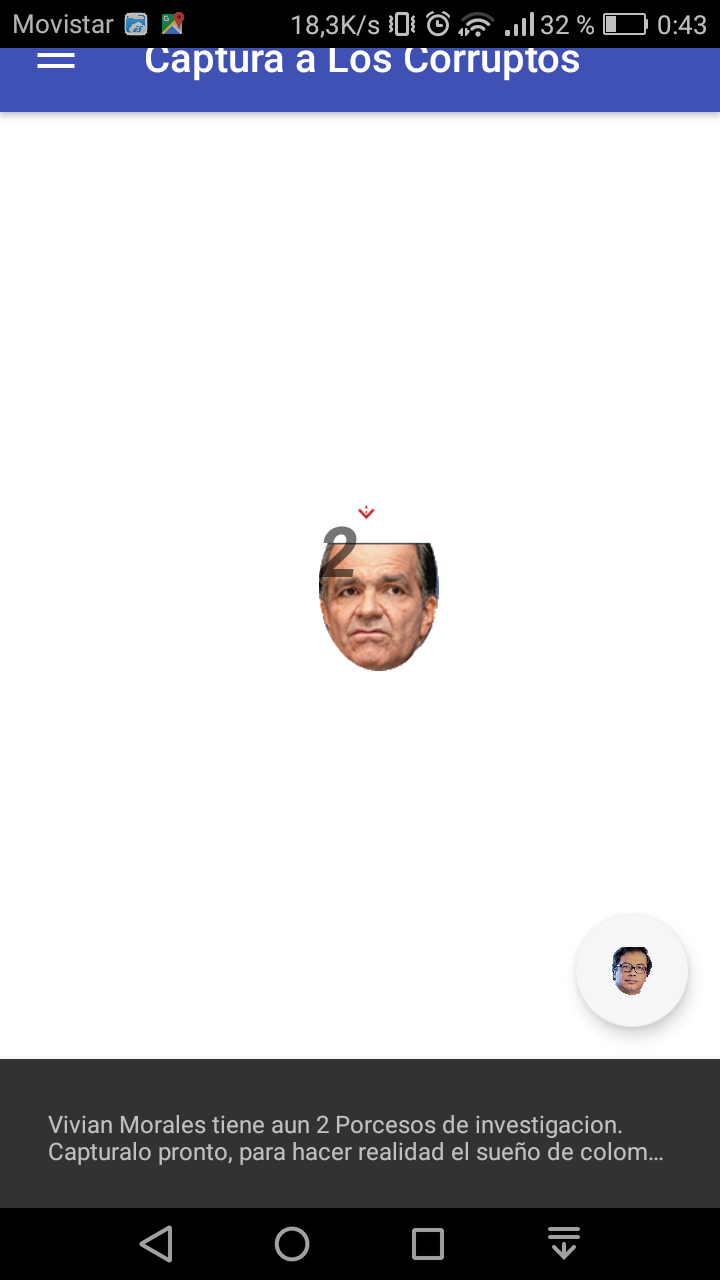 Movistar 18,3K/s 32 % 0:43
Captura a Los Corruptos
2
Vivian Morales tiene aun 2 Porcesos de investigacion.
Capturalo pronto, para hacer realidad el sueño de colom...